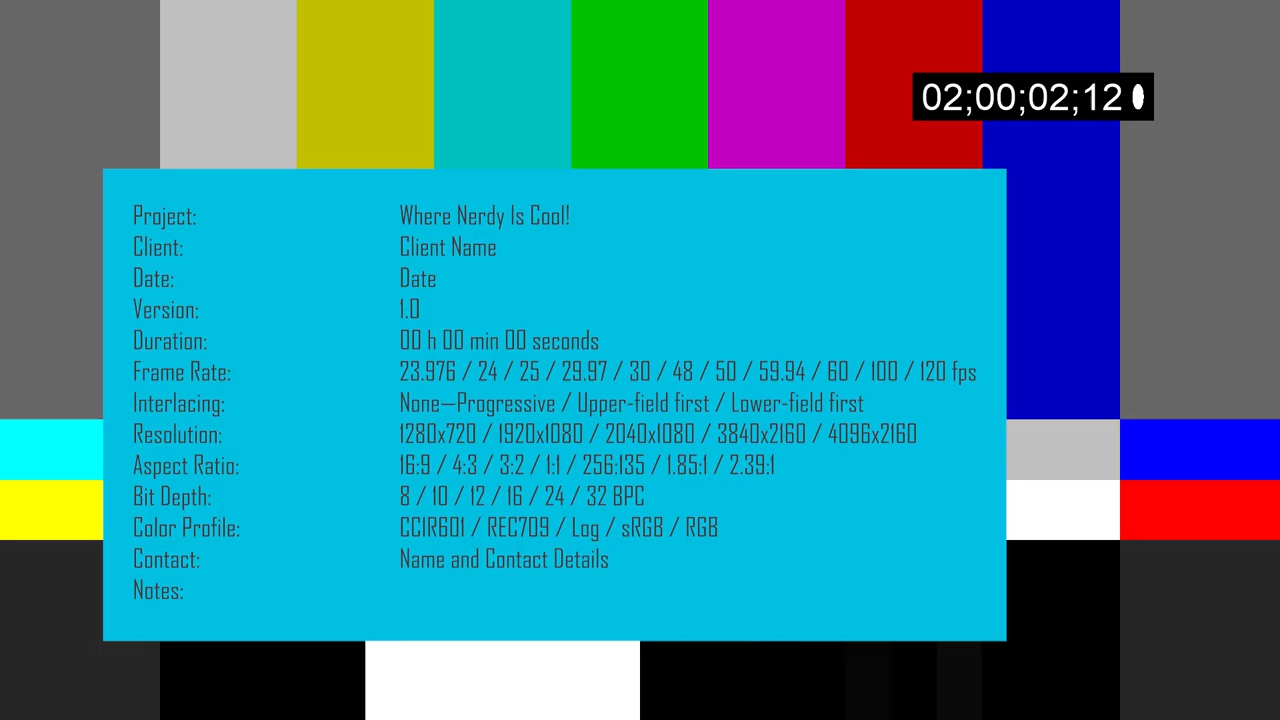 02;00;02;12
Project: Where Nerdy Is Cool!
Client: Client Name
Date: Date
Version: 1.0
Duration: 00 h 00 min 00 seconds
Frame Rate: 23.976 / 24 / 25 / 29.97 / 30 / 48 / 50 / 59.94 / 60 / 100 / 120 fps
Interlacing: None—Progressive / Upper-field first / Lower-field first
Resolution: 1280x720 / 1920x1080 / 2040x1080 / 3840x2160 / 4096x2160
Aspect Ratio: 16:9 / 4:3 / 3:2 / 1:1 / 256:135 / 1.85:1 / 2.39:1
Bit Depth: 8 / 10 / 12 / 16 / 24 / 32 BPC
Color Profile: CCIR601 / REC709 / Log / sRGB / RGB
Contact: Name and Contact Details
Notes: